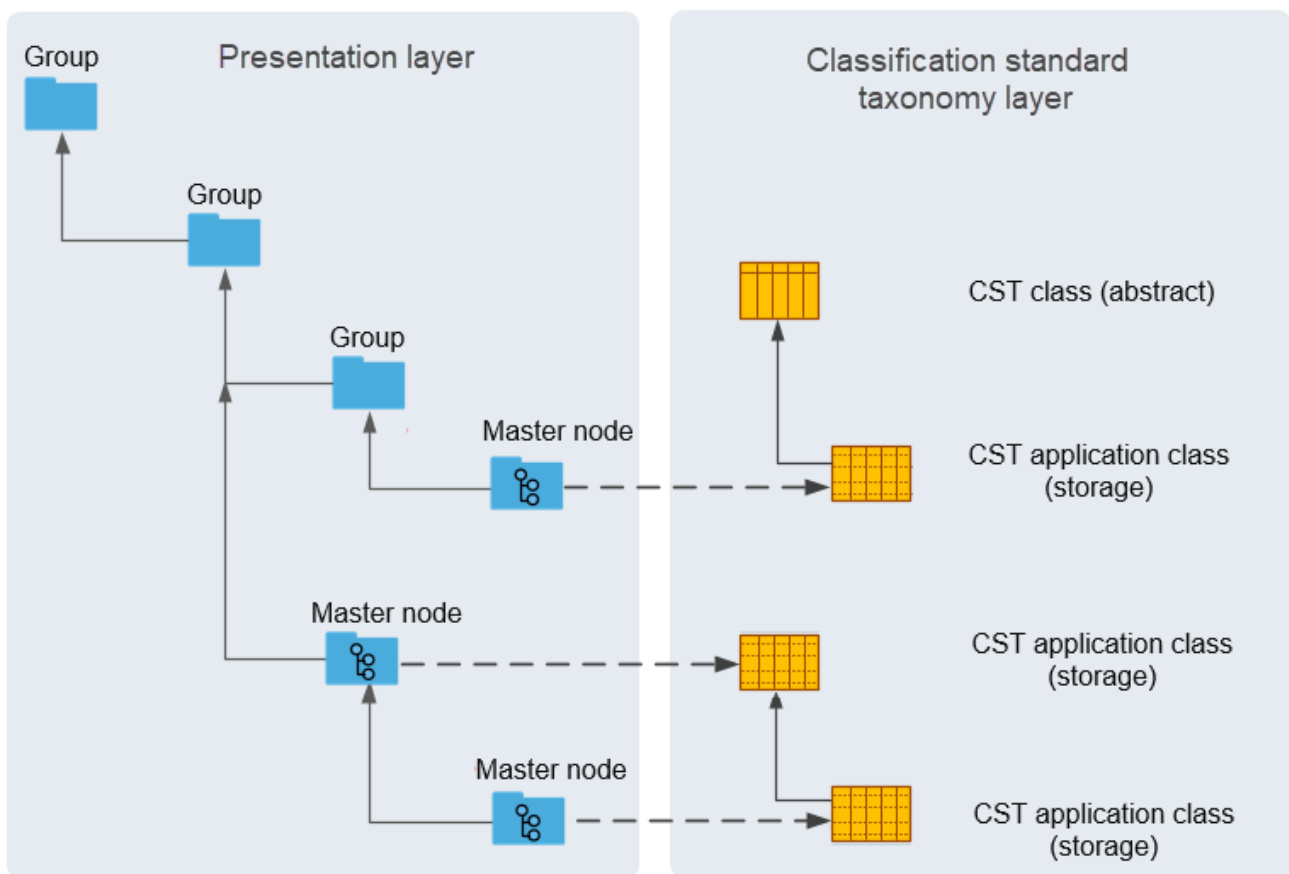 Presentation layer
Group
Group
Group
Master node
Master node
Master node
Classification standard
taxonomy layer
CST class (abstract)
CST application class
(storage)
CST application class
(storage)
CST application class
(storage)